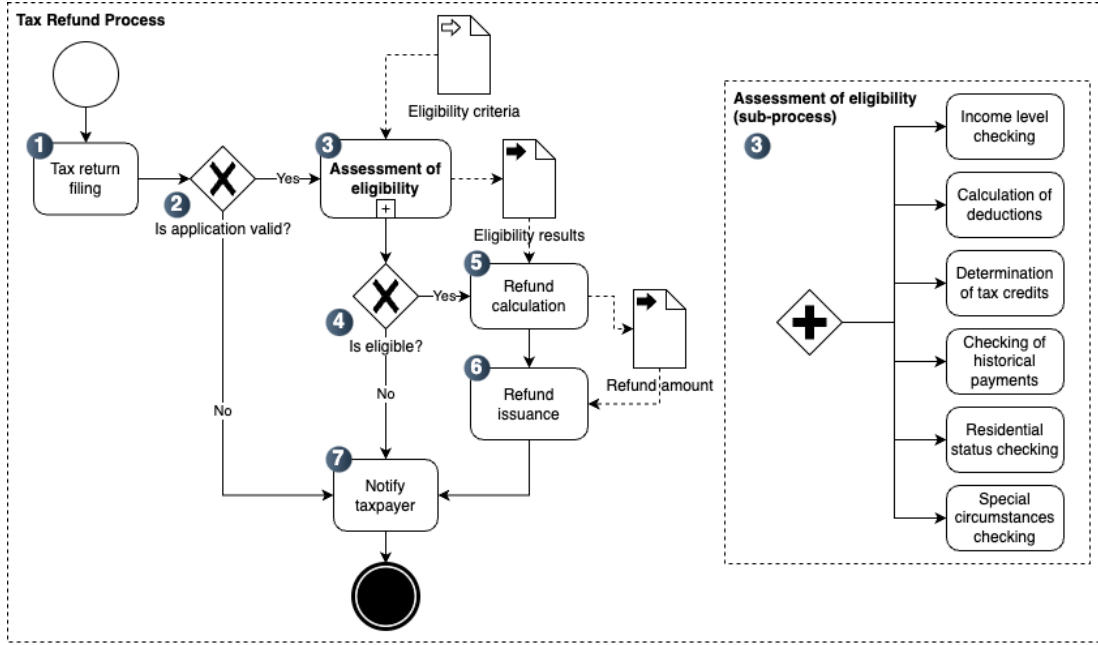 Tax Refund Process
Eligibility criteria
1
Tax return
filing
2
Is application valid?
Yes
No
3
Assessment of
eligibility
Eligibility results
4
Is eligible?
Yes
No
5
Refund
calculation
Refund amount
6
Refund
issuance
7
Notify
taxpayer
Assessment of eligibility
(sub-process)
3
Income level
checking
Calculation of
deductions
Determination
of tax credits
Checking of
historical
payments
Residential
status checking
Special
circumstances
checking